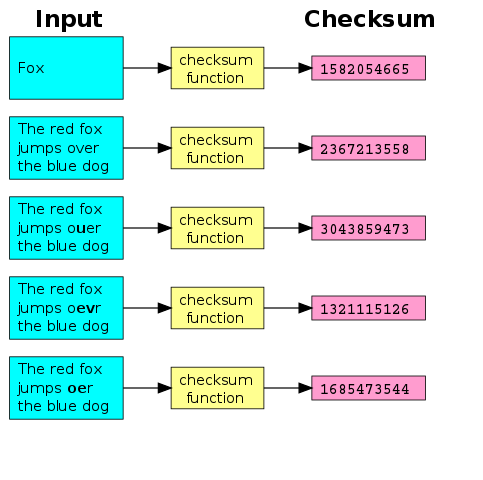 Input
Checksum
Fox
checksum
function
1582054665
The red fox
jumps over
the blue dog
checksum
function
2367213558
The red fox
jumps ouer
the blue dog
checksum
function
3043859473
The red fox
jumps oevr
the blue dog
checksum
function
1321115126
The red fox
jumps oer
the blue dog
checksum
function
1685473544